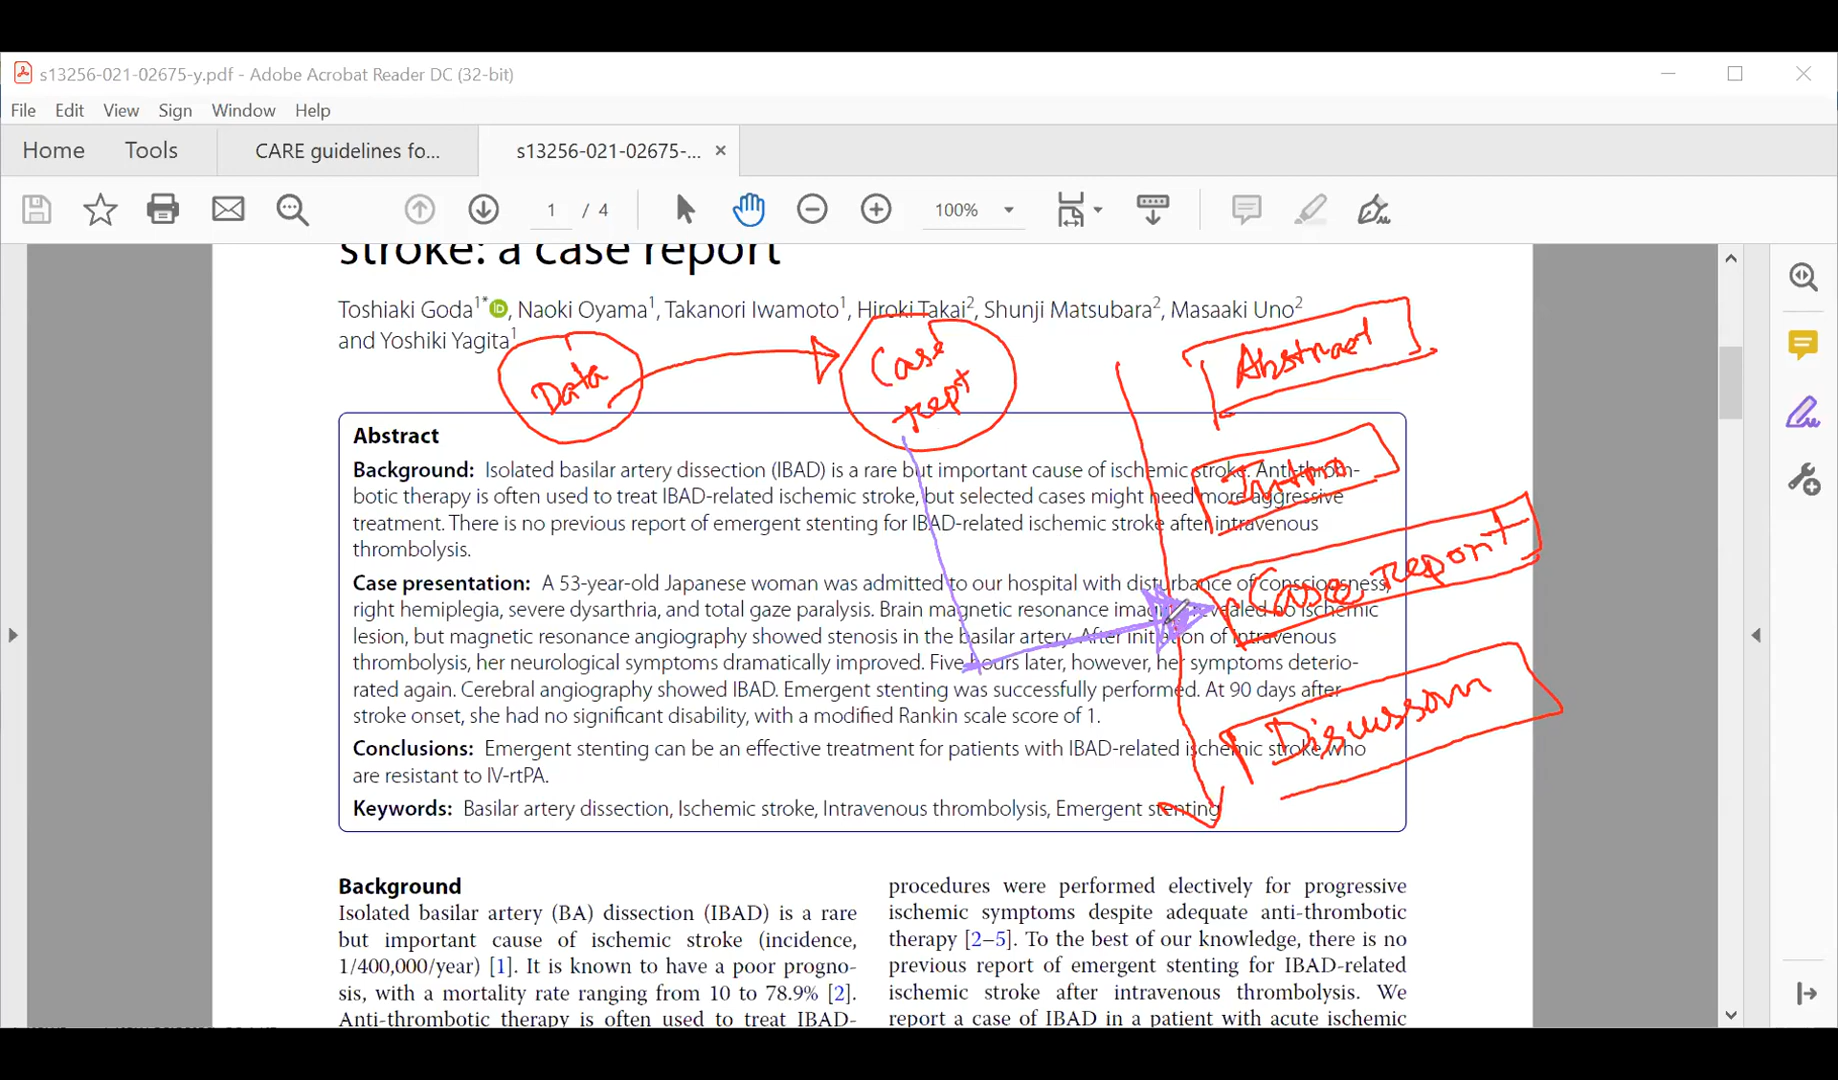 s13256-021-02675-y.pdf - Adobe Acrobat Reader DC (32-bit)
File Edit View Sign Window Help
Home Tools CARE guidelines fo... s13256-021-02675-...
1 / 4 100%
stroke: a case report
Toshiaki Goda1*, Naoki Oyama1, Takanori Iwamoto1, Hiroki Takai2, Shunji Matsubara2, Masaaki Uno2
and Yoshiki Yagita1
Data
Case
rept
Abstract
Intro
Case report
Discussom
Abstract
Background: Isolated basilar artery dissection (IBAD) is a rare but important cause of ischemic stroke. Anti-throm-
botic therapy is often used to treat IBAD-related ischemic stroke, but selected cases might need more aggressive
treatment. There is no previous report of emergent stenting for IBAD-related ischemic stroke after intravenous
thrombolysis.
Case presentation: A 53-year-old Japanese woman was admitted to our hospital with disturbance of consciousness,
right hemiplegia, severe dysarthria, and total gaze paralysis. Brain magnetic resonance imaging revealed no ischemic
lesion, but magnetic resonance angiography showed stenosis in the basilar artery. After initiation of intravenous
thrombolysis, her neurological symptoms dramatically improved. Five hours later, however, her symptoms deterio-
rated again. Cerebral angiography showed IBAD. Emergent stenting was successfully performed. At 90 days after
stroke onset, she had no significant disability, with a modified Rankin scale score of 1.
Conclusions: Emergent stenting can be an effective treatment for patients with IBAD-related ischemic stroke who
are resistant to IV-rtPA.
Keywords: Basilar artery dissection, Ischemic stroke, Intravenous thrombolysis, Emergent stenting
Background
Isolated basilar artery (BA) dissection (IBAD) is a rare
but important cause of ischemic stroke (incidence,
1/400,000/year) [1]. It is known to have a poor progno-
sis, with a mortality rate ranging from 10 to 78.9% [2].
Anti-thrombotic therapy is often used to treat IBAD-
procedures were performed electively for progressive
ischemic symptoms despite adequate anti-thrombotic
therapy [2–5]. To the best of our knowledge, there is no
previous report of emergent stenting for IBAD-related
ischemic stroke after intravenous thrombolysis. We
report a case of IBAD in a patient with acute ischemic